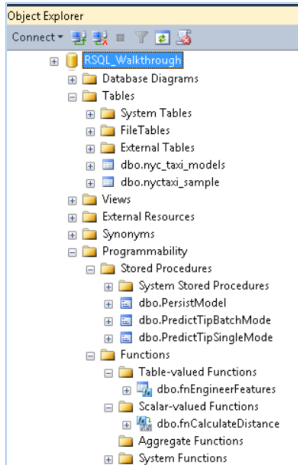 Object Explorer
Connect
RSQL_Walkthrough
Database Diagrams
Tables
System Tables
FileTables
External Tables
dbo.nyc_taxi_models
dbo.nyctaxi_sample
Views
External Resources
Synonyms
Programmability
Stored Procedures
System Stored Procedures
dbo.PersistModel
dbo.PredictTipBatchMode
dbo.PredictTipSingleMode
Functions
Table-valued Functions
dbo.fnEngineerFeatures
Scalar-valued Functions
dbo.fnCalculateDistance
Aggregate Functions
System Functions